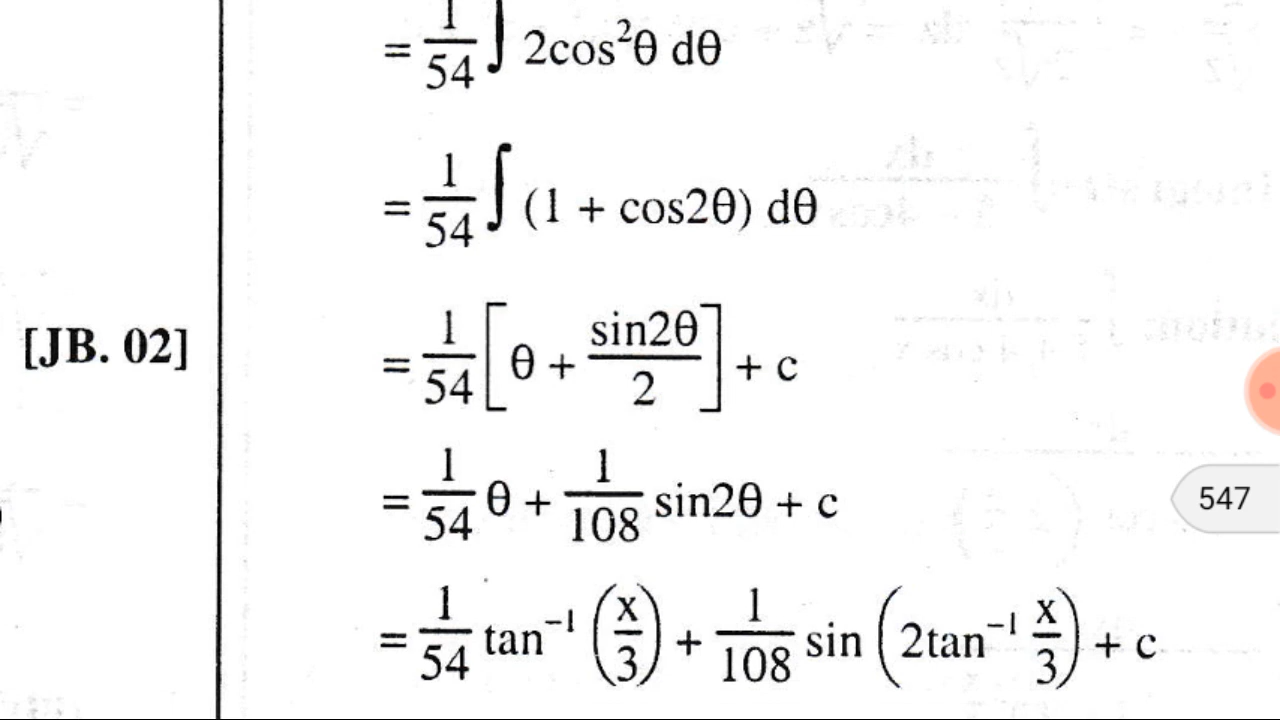 = 1/54 ∫ 2cos²θ dθ
= 1/54 ∫ (1 + cos2θ) dθ
= 1/54 [θ + sin2θ/2] + c
[JB. 02]
= 1/54 θ + 1/108 sin2θ + c
547
= 1/54 tan⁻¹ (x/3) + 1/108 sin (2tan⁻¹ x/3) + c